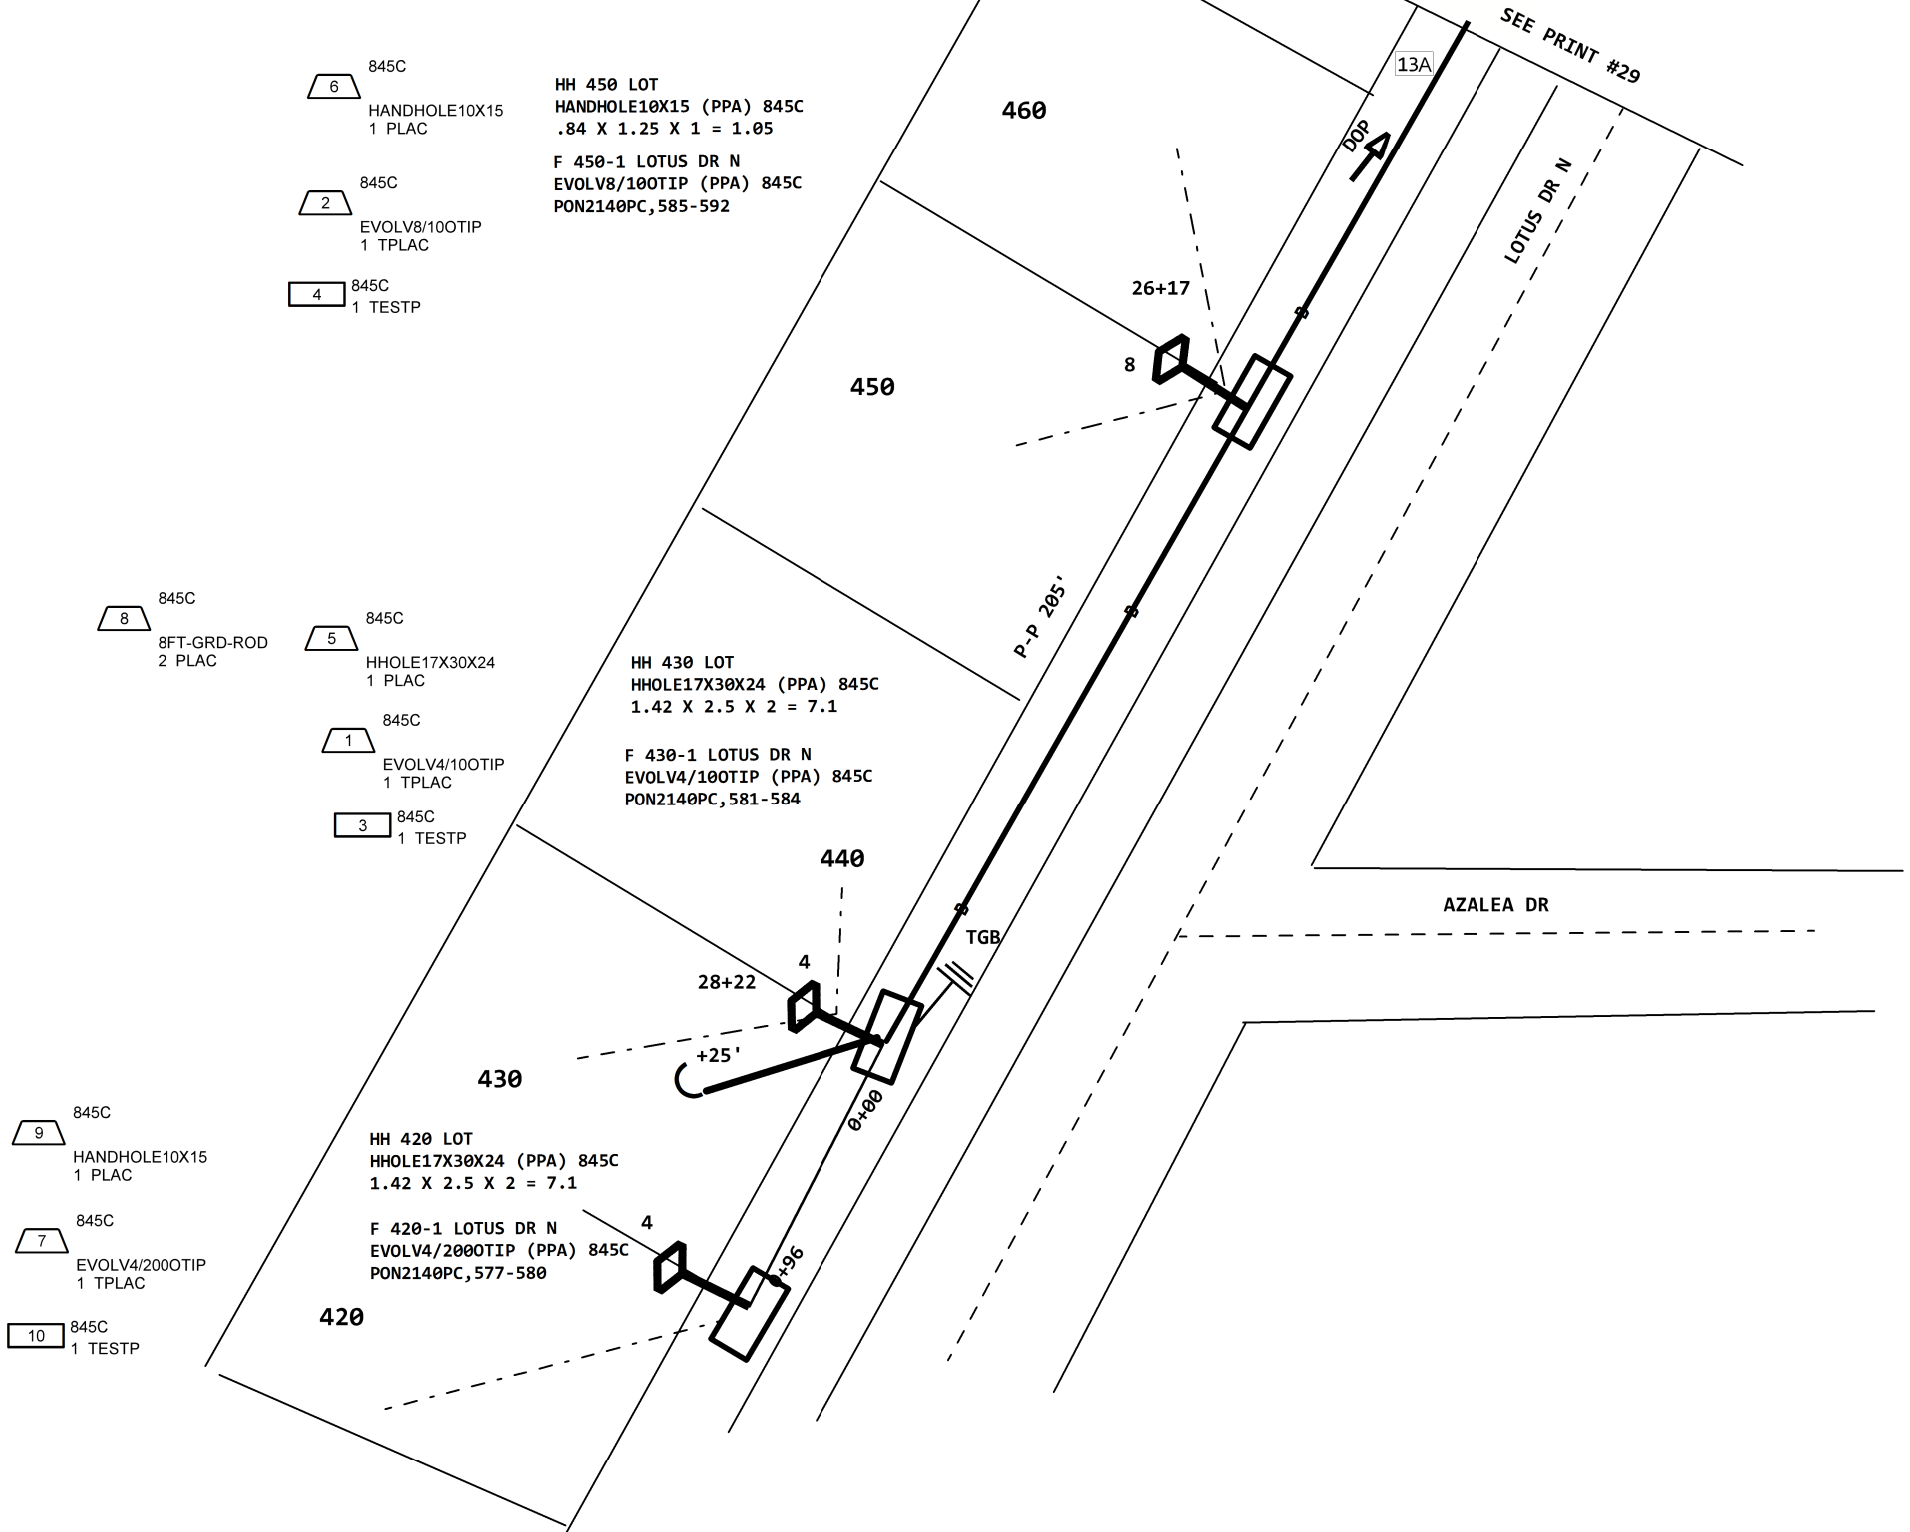 SEE PRINT #29
13A
6
845C
HANDHOLE10X15
1 PLAC
HH 450 LOT
HANDHOLE10X15 (PPA) 845C
.84 X 1.25 X 1 = 1.05
F 450-1 LOTUS DR N
EVOLV8/10OTIP (PPA) 845C
PON2140PC,585-592
460
DOP
LOTUS DR N
2
845C
EVOLV8/10OTIP
1 TPLAC
4
845C
1 TESTP
26+17
B
8
450
B
P-P 205'
8
845C
8FT-GRD-ROD
2 PLAC
5
845C
HHOLE17X30X24
1 PLAC
HH 430 LOT
HHOLE17X30X24 (PPA) 845C
1.42 X 2.5 X 2 = 7.1
1
845C
EVOLV4/10OTIP
1 TPLAC
F 430-1 LOTUS DR N
EVOLV4/10OTIP (PPA) 845C
PON2140PC,581-584
3
845C
1 TESTP
440
AZALEA DR
B
TGB
4
28+22
+25'
430
0+00
9
845C
HANDHOLE10X15
1 PLAC
HH 420 LOT
HHOLE17X30X24 (PPA) 845C
1.42 X 2.5 X 2 = 7.1
7
845C
EVOLV4/200OTIP
1 TPLAC
F 420-1 LOTUS DR N
EVOLV4/200OTIP (PPA) 845C
PON2140PC,577-580
4
+96
420
10
845C
1 TESTP